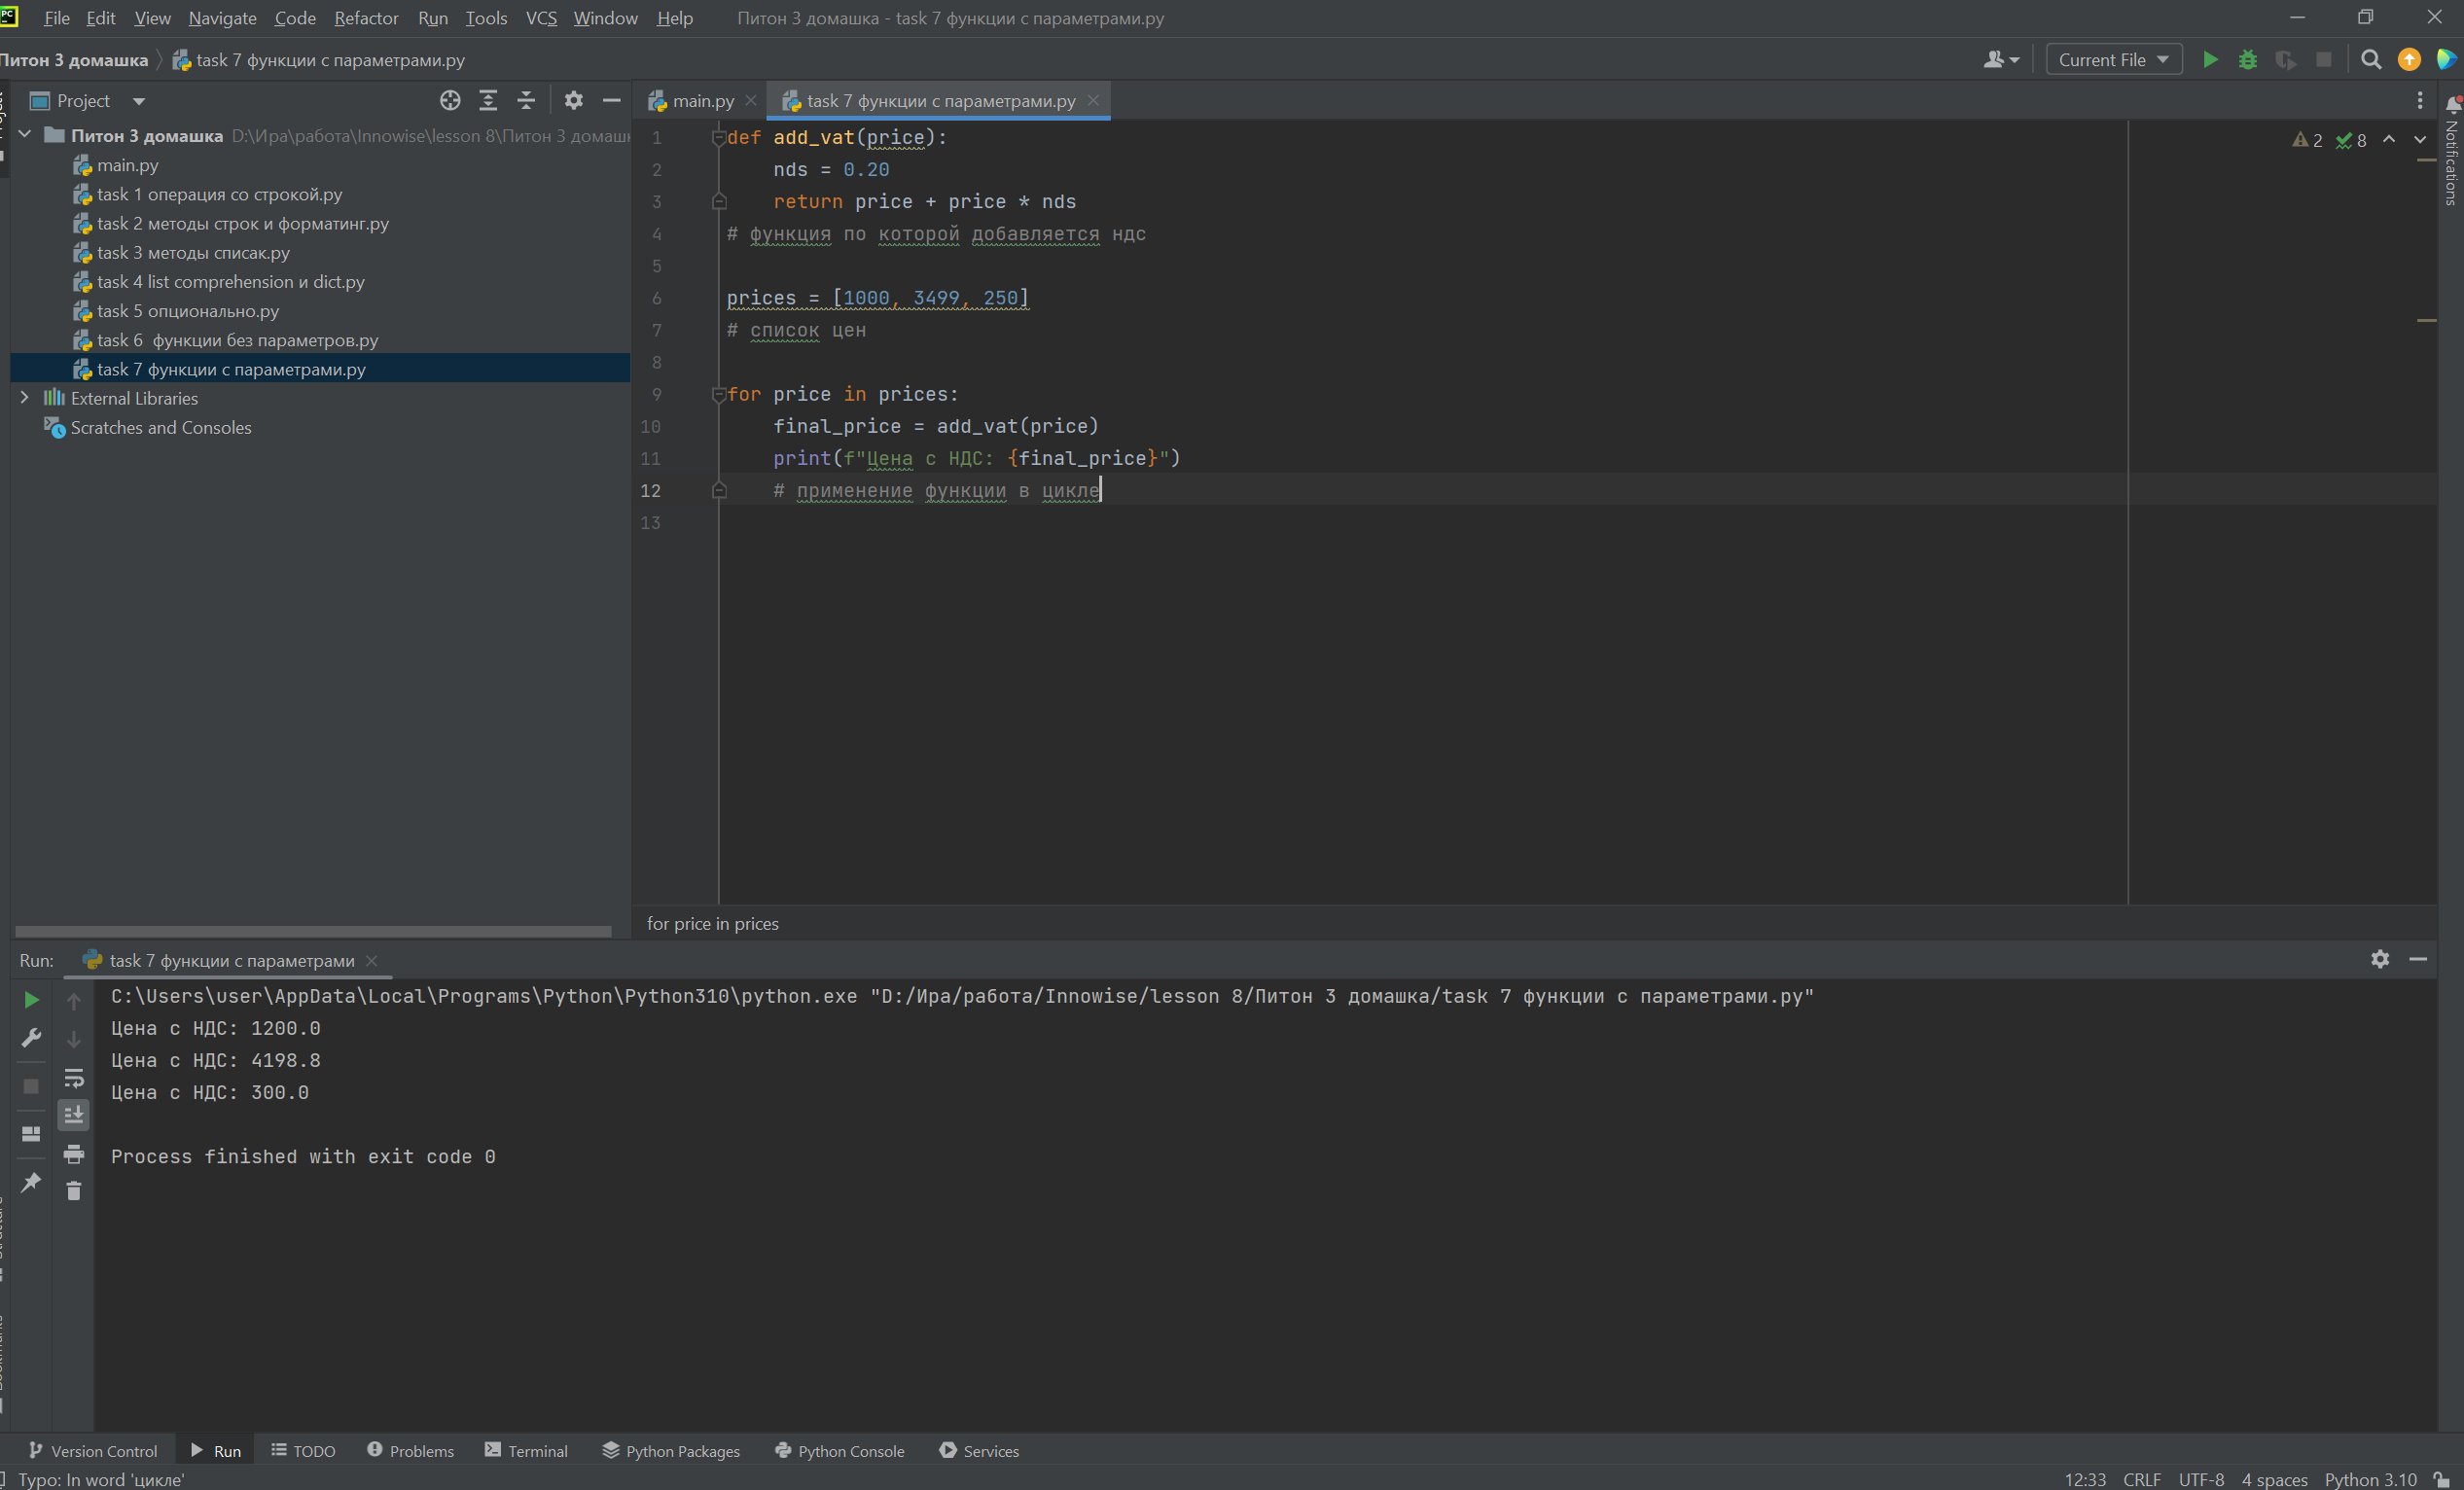 PC File Edit View Navigate Code Refactor Run Tools VCS Window Help Питон 3 домашка - task 7 функции с параметрами.py
Питон 3 домашка task 7 функции с параметрами.py Current File
Project
main.py task 7 функции с параметрами.py
Питон 3 домашка D:\Ира\работа\Innowise\lesson 8\Питон 3
main.py
task 1 операция со строкой.py
task 2 методы строк и форматинг.py
task 3 методы списак.py
task 4 list comprehension и dict.py
task 5 опционально.py
task 6 функции без параметров.py
task 7 функции с параметрами.py
External Libraries
Scratches and Consoles
1 def add_vat(price):
2 nds = 0.20
3 return price + price * nds
4 # функция по которой добавляется ндс
5
6 prices = [1000, 3499, 250]
7 # список цен
8
9 for price in prices:
10 final_price = add_vat(price)
11 print(f"Цена с НДС: {final_price}")
12 # применение функции в цикле
13
2 8
Notifications
for price in prices
Run: task 7 функции с параметрами
C:\Users\user\AppData\Local\Programs\Python\Python310\python.exe "D:/Ира/работа/Innowise/lesson 8/Питон 3 домашка/task 7 функции с параметрами.py"
Цена с НДС: 1200.0
Цена с НДС: 4198.8
Цена с НДС: 300.0
Process finished with exit code 0
Version Control Run TODO Problems Terminal Python Packages Python Console Services
Typo: In word 'цикле' 12:33 CRLF UTF-8 4 spaces Python 3.10